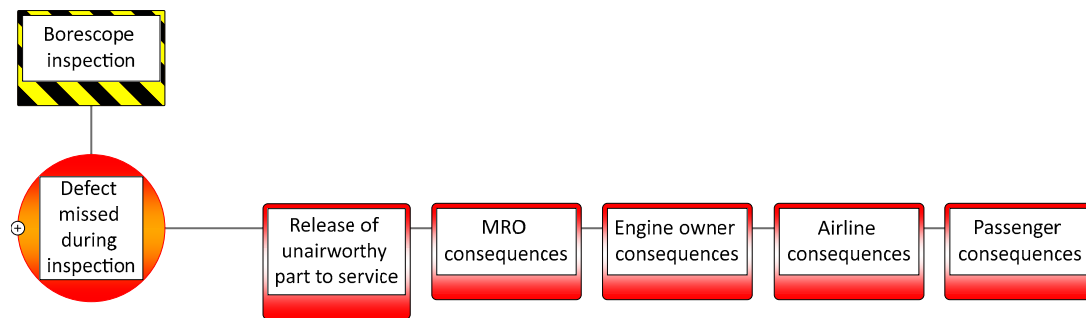 Borescope
inspection
Defect
missed
during
inspection
Release of
unairworthy
part to service
MRO
consequences
Engine owner
consequences
Airline
consequences
Passenger
consequences